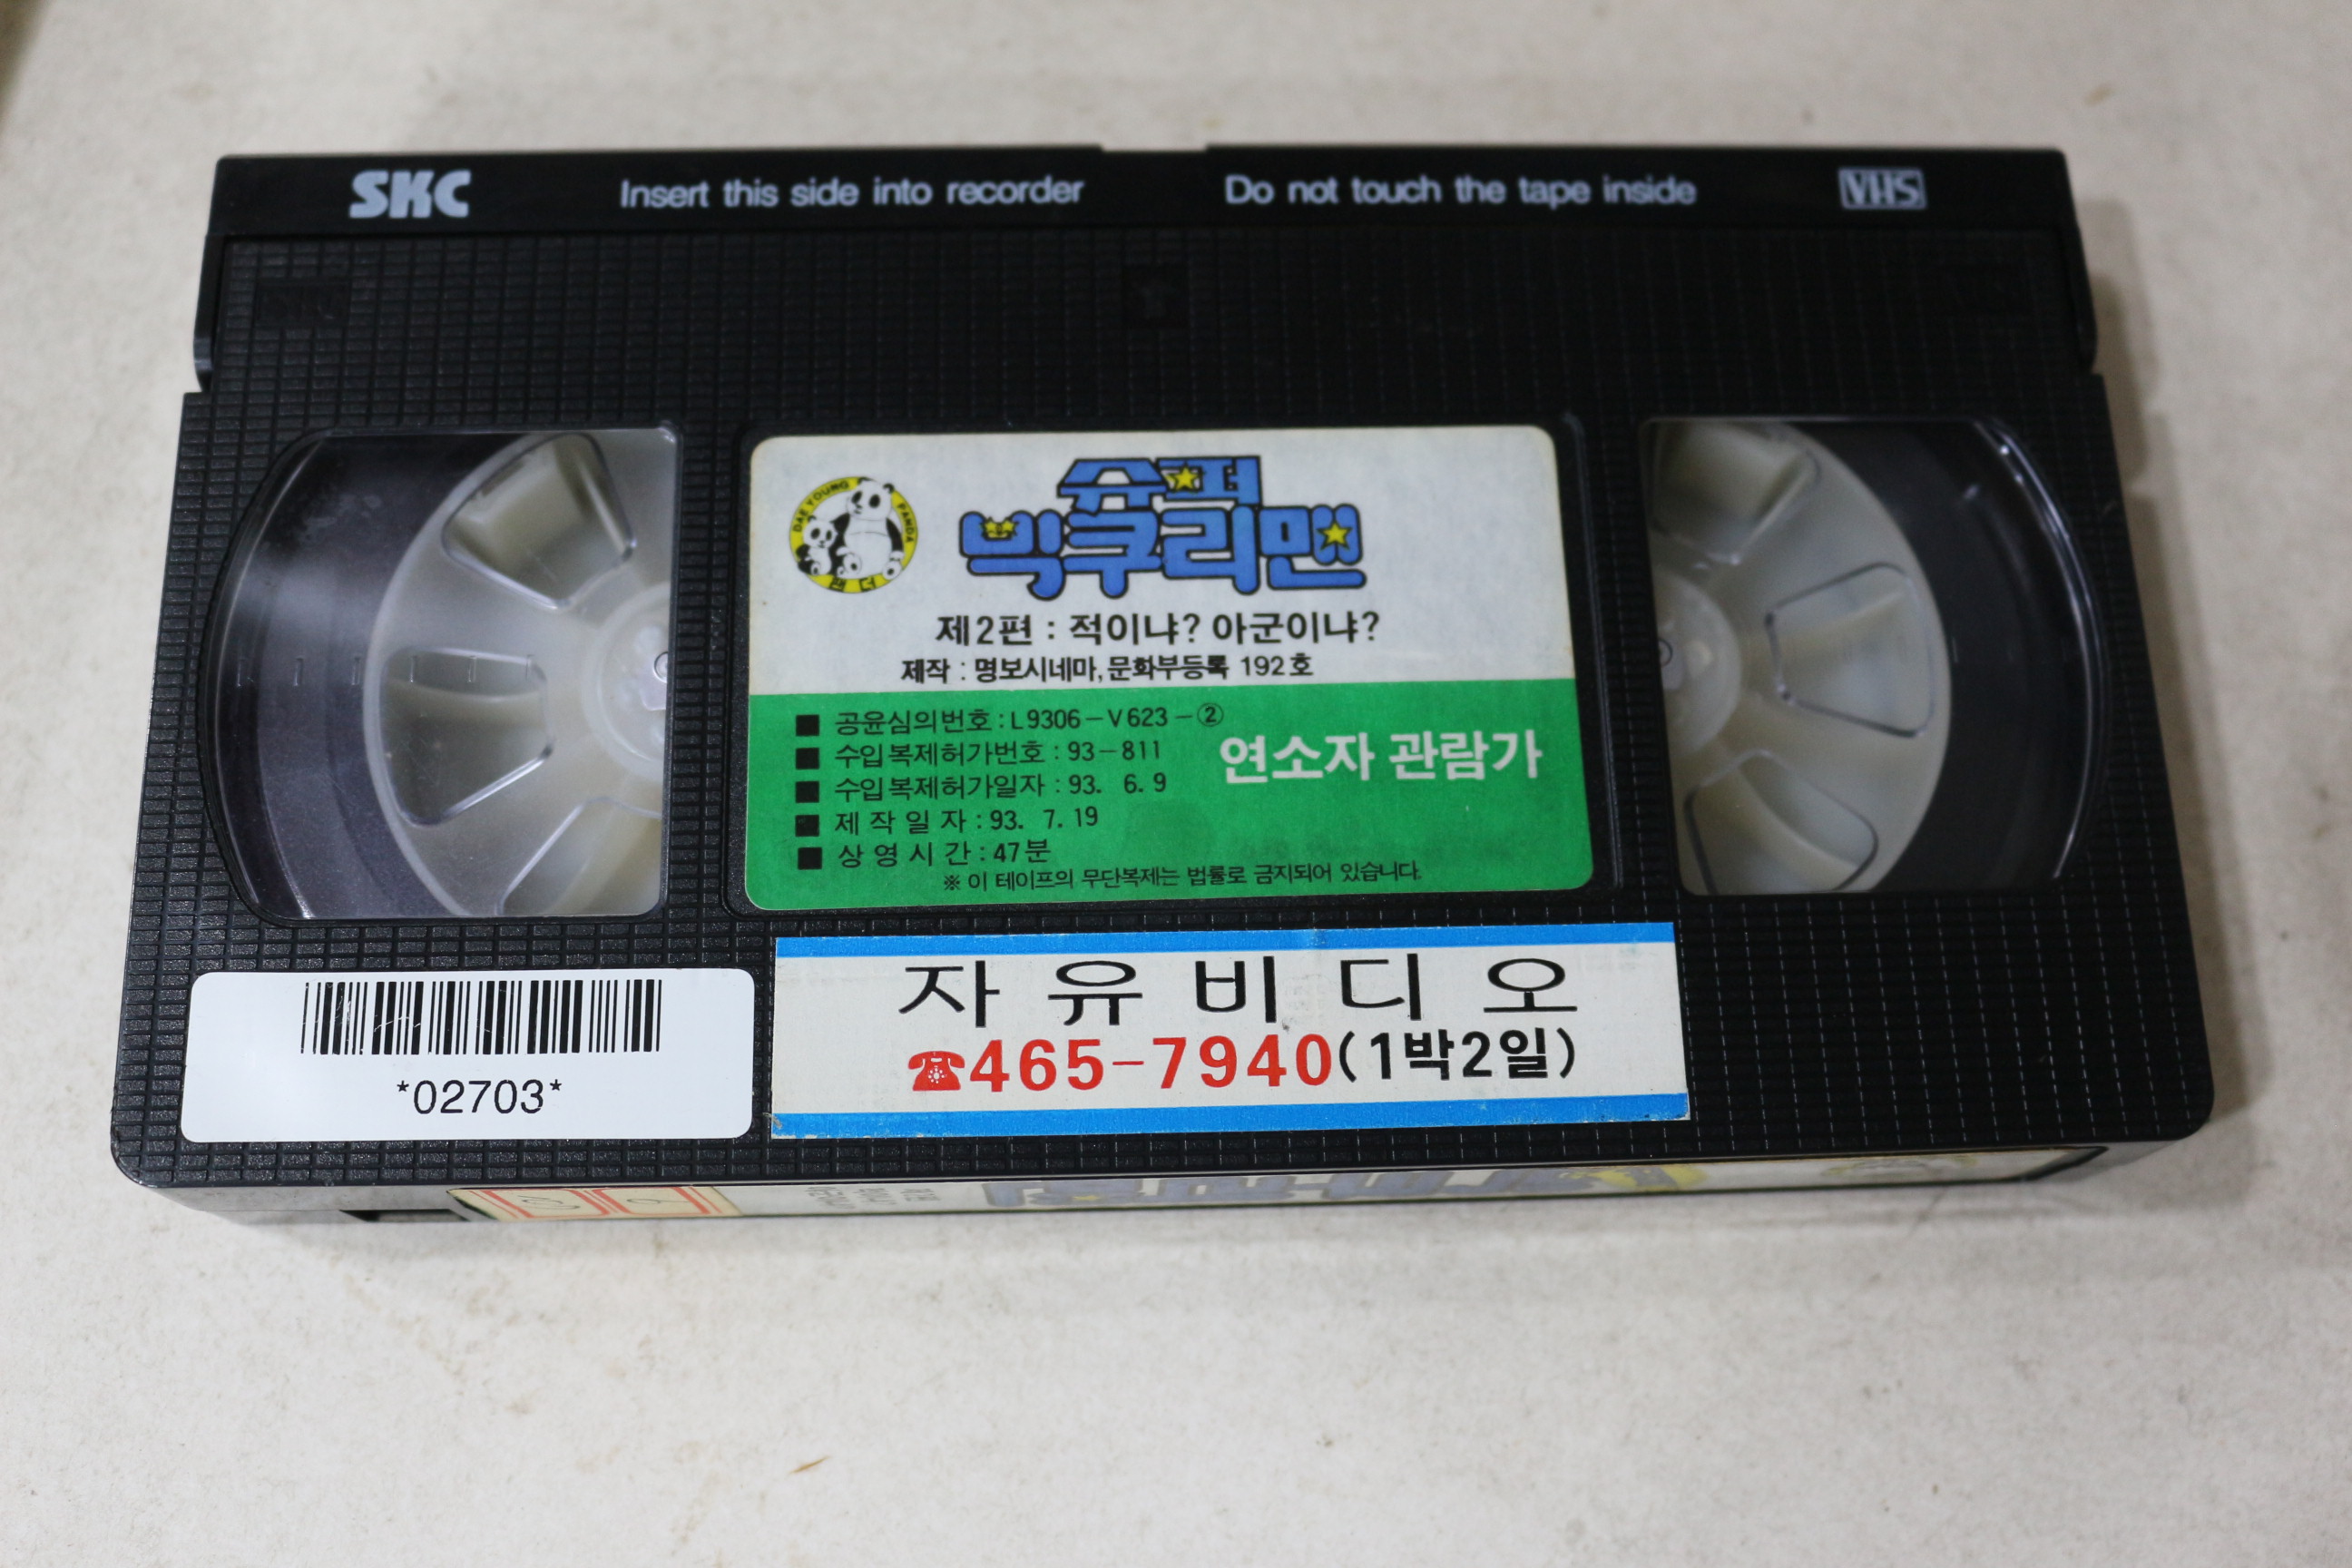 SKC Insert this side into recorder Do not touch the tape inside VHS
DAE YOUNG PANDA
팬더
슈퍼
빅쿠리맨
제2편 : 적이냐? 아군이냐?
제작 : 명보시네마, 문화부등록 192호
■ 공윤심의번호 : L9306-V623-②
■ 수입복제허가번호 : 93-811
■ 수입복제허가일자 : 93. 6. 9
■ 제작일자 : 93. 7. 19
■ 상영시간 : 47분
연소자 관람가
※ 이 테이프의 무단복제는 법률로 금지되어 있습니다.
자유비디오
☎465-7940(1박2일)
*02703*